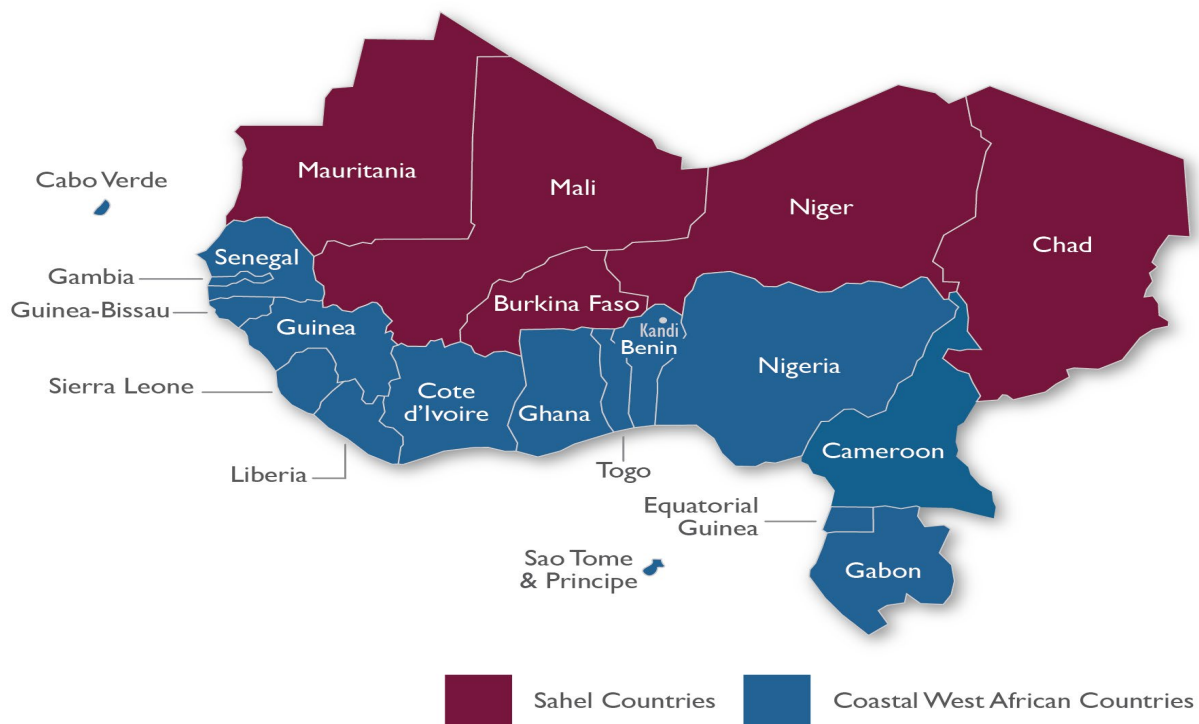 Mauritania
Cabo Verde
Mali
Niger
Chad
Senegal
Gambia
Guinea-Bissau
Burkina Faso
Guinea
Kandi
Benin
Nigeria
Sierra Leone
Cote
d'Ivoire
Ghana
Liberia
Togo
Cameroon
Equatorial
Guinea
Sao Tome
& Principe
Gabon
Sahel Countries
Coastal West African Countries